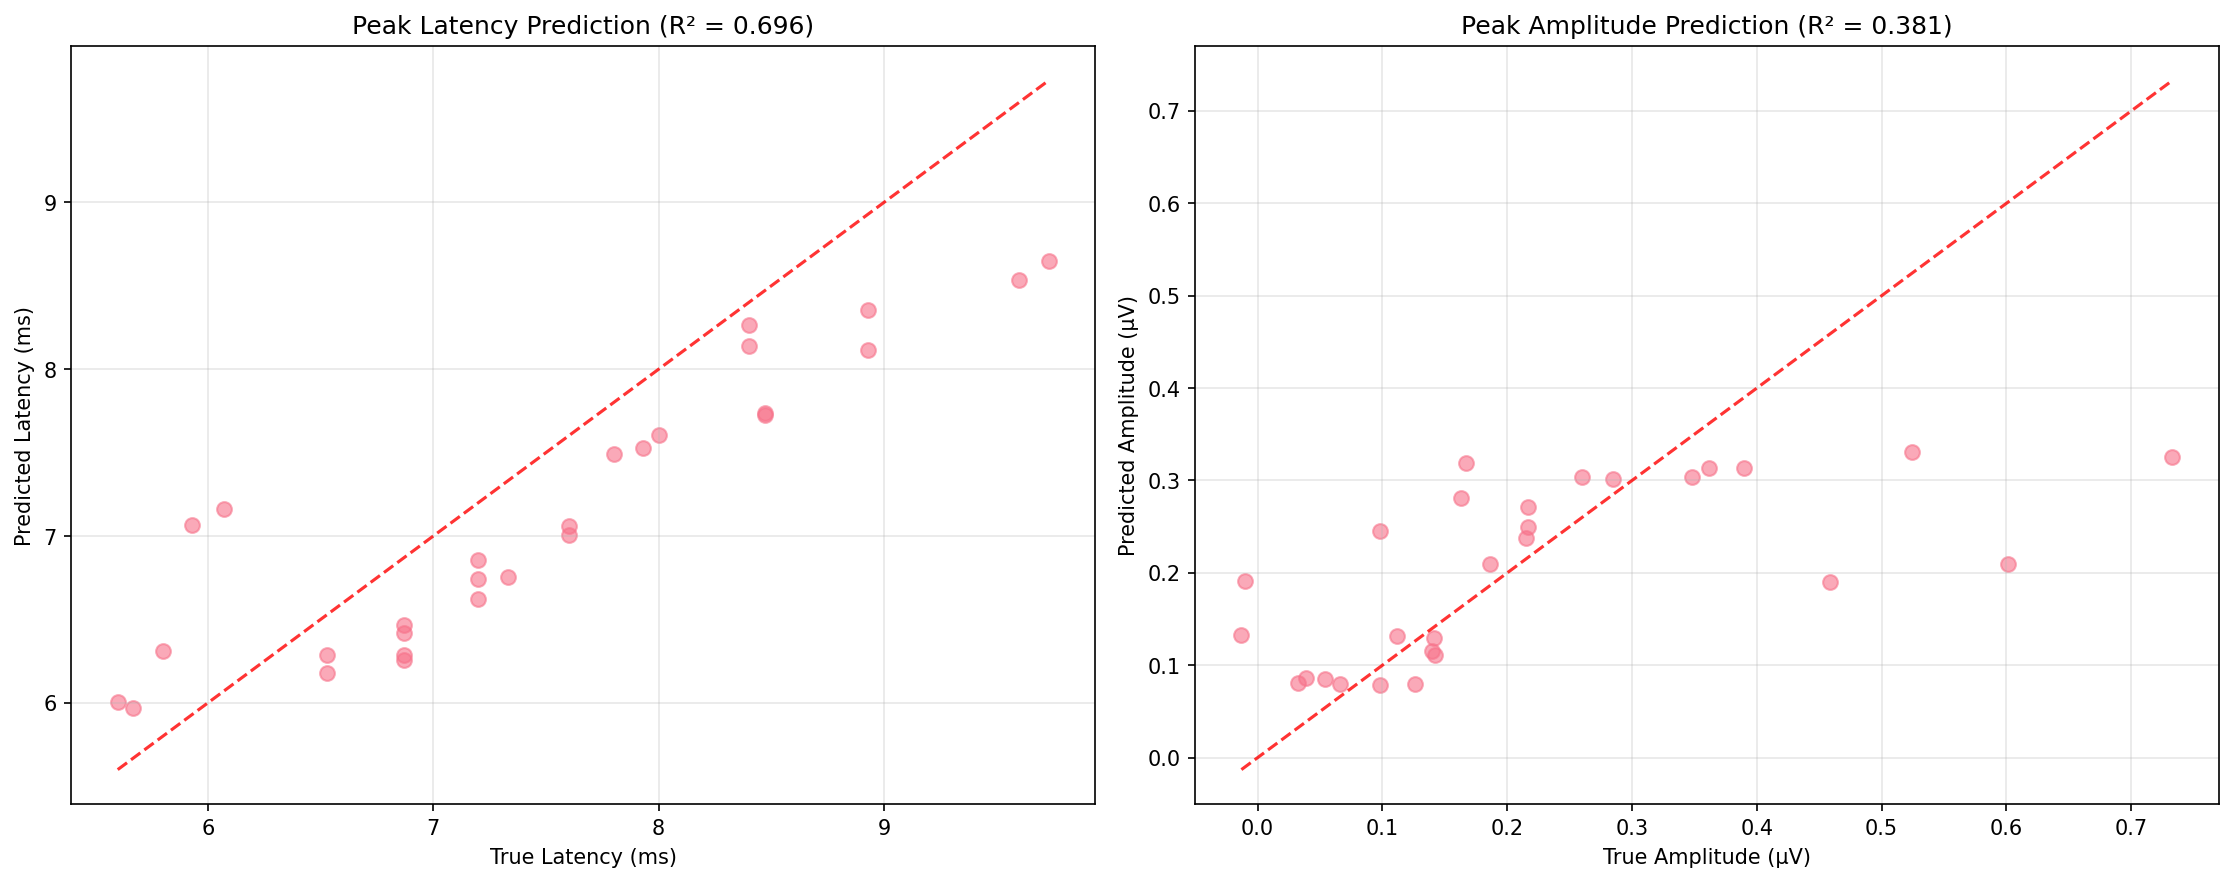 Peak Latency Prediction (R² = 0.696)
9
8
7
6
Predicted Latency (ms)
6 7 8 9
True Latency (ms)
Peak Amplitude Prediction (R² = 0.381)
0.7
0.6
0.5
0.4
0.3
0.2
0.1
0.0
Predicted Amplitude (µV)
0.0 0.1 0.2 0.3 0.4 0.5 0.6 0.7
True Amplitude (µV)